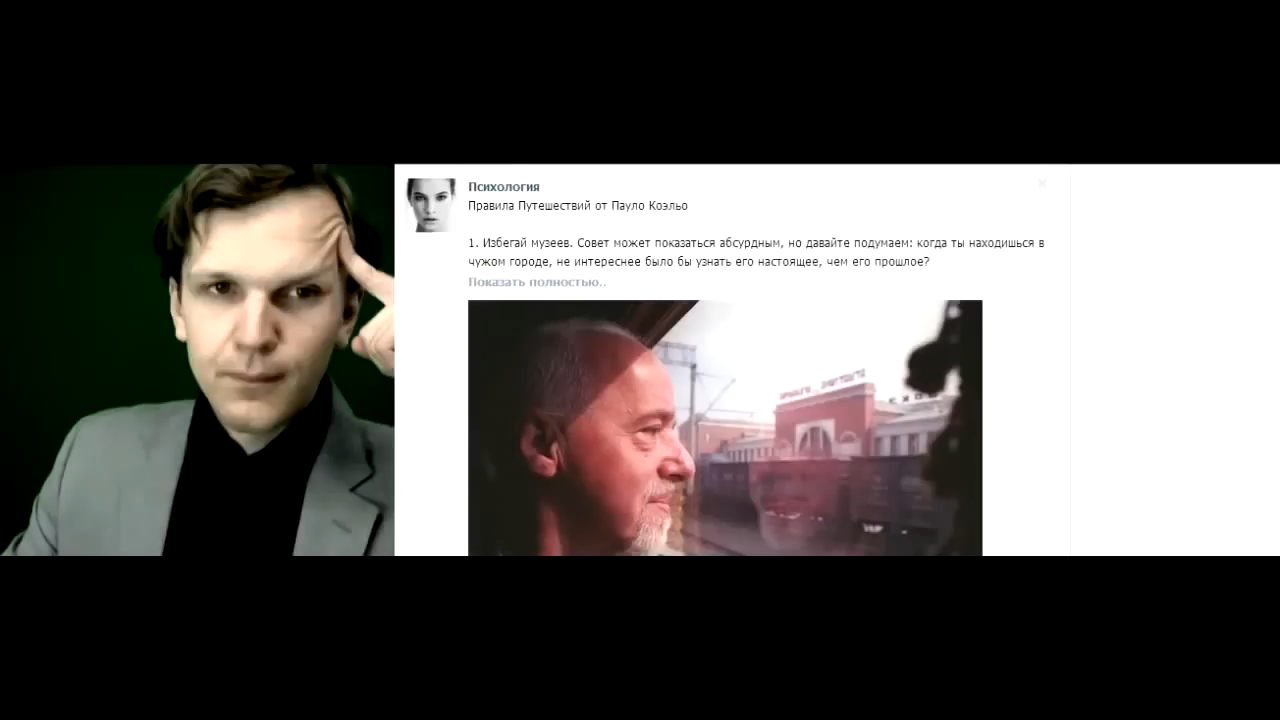 Психология
Правила Путешествий от Пауло Коэльо
1. Избегай музеев. Совет может показаться абсурдным, но давайте подумаем: когда ты находишься в
чужом городе, не интереснее было бы узнать его настоящее, чем его прошлое?
Показать полностью..